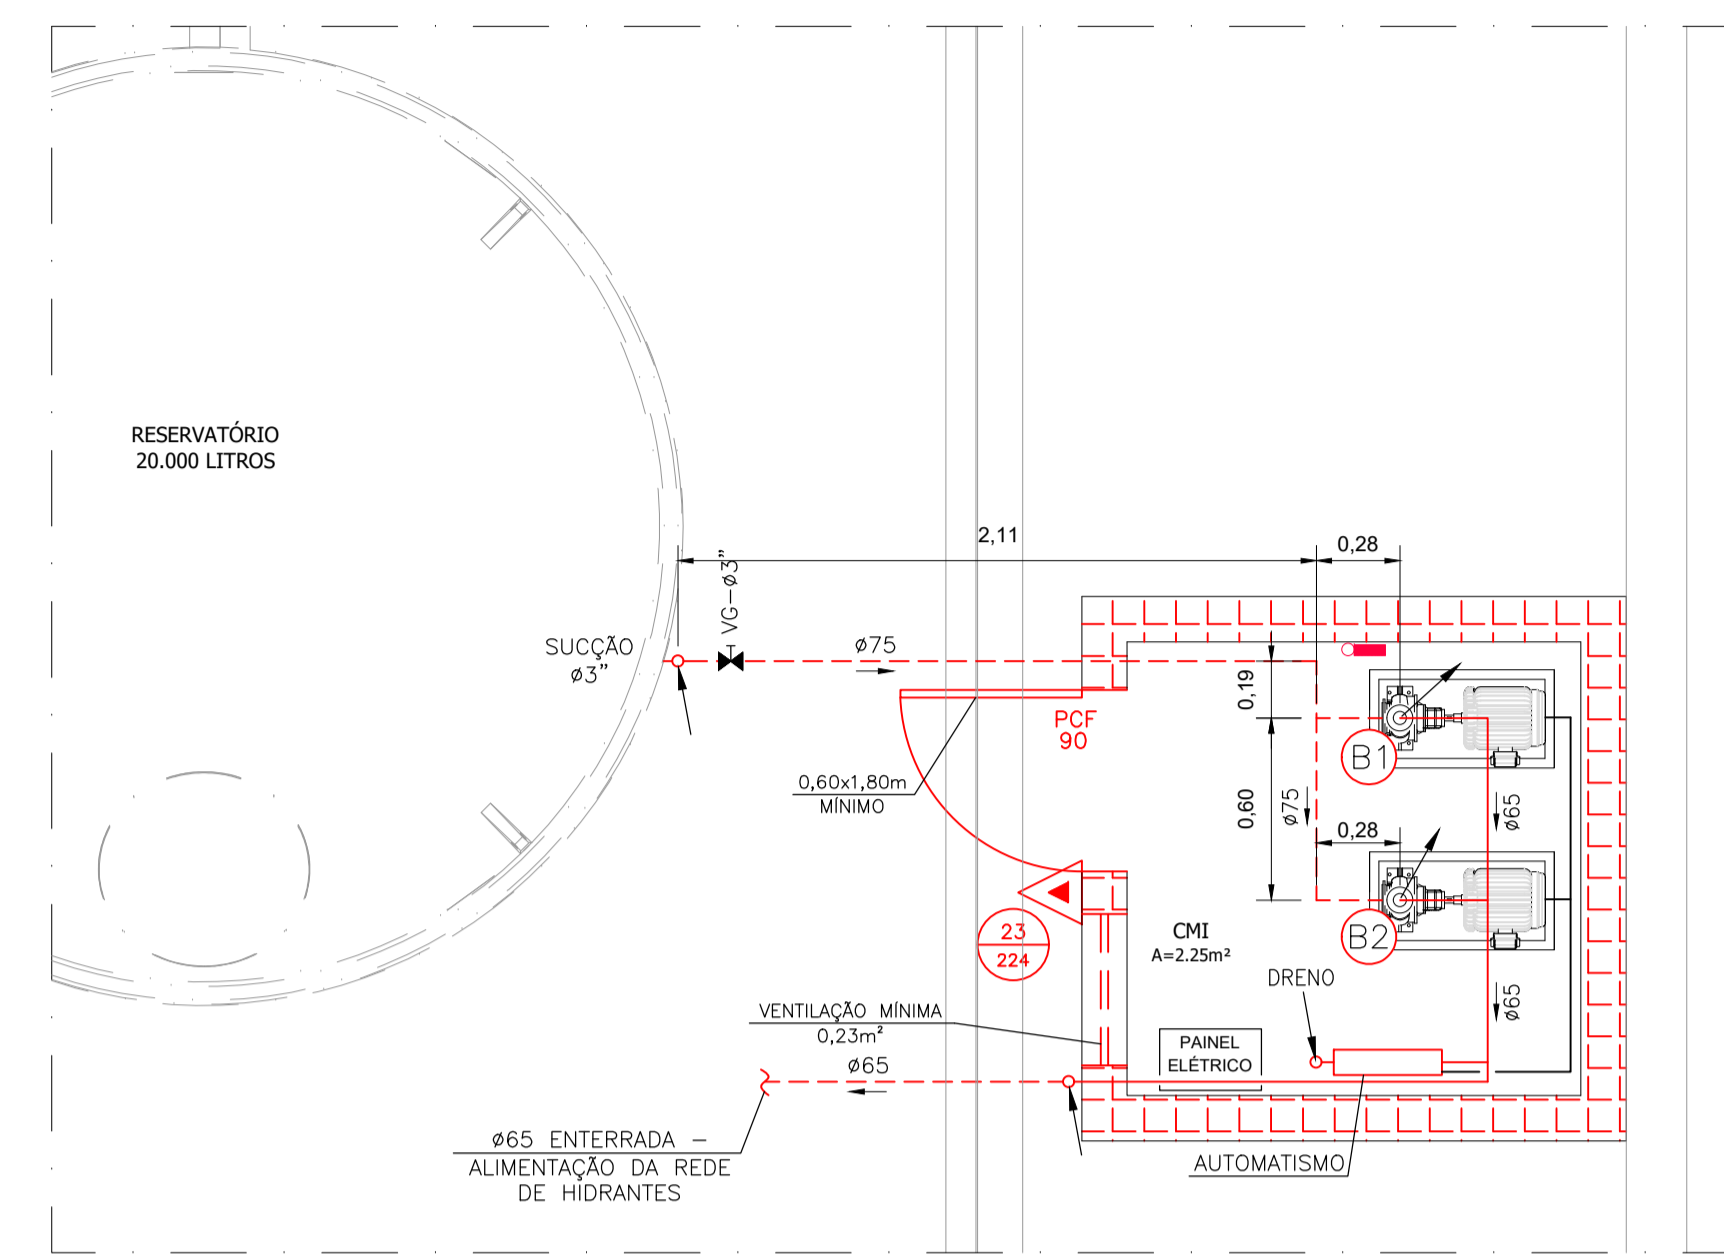 RESERVATÓRIO
20.000 LITROS
2,11
0,28
VG-ø3”
SUCÇÃO
ø3”
ø75
0,19
PCF
90
B1
0,60x1,80m
MÍNIMO
0,60
ø75
ø65
0,28
23
224
CMI
A=2.25m²
B2
DRENO
ø65
VENTILAÇÃO MÍNIMA
0,23m²
PAINEL
ELÉTRICO
ø65
ø65 ENTERRADA –
ALIMENTAÇÃO DA REDE
DE HIDRANTES
AUTOMATISMO